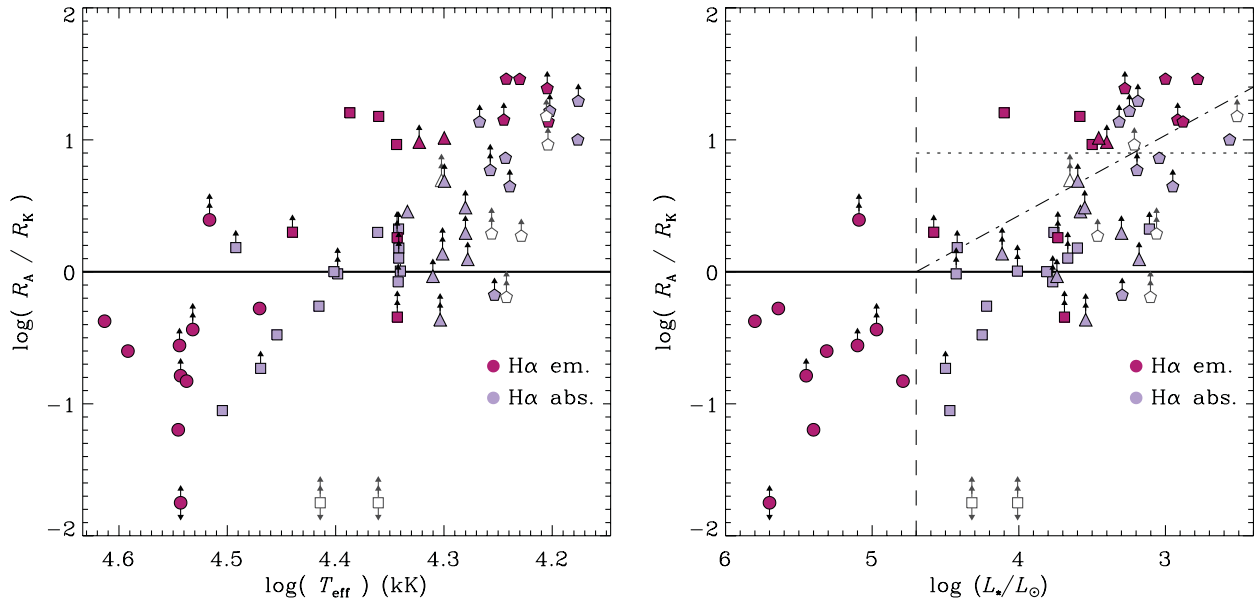 2
1
0
−1
−2
log( R_A / R_K )
Hα em.
Hα abs.
4.6 4.5 4.4 4.3 4.2
log( T_eff ) (kK)
2
1
0
−1
−2
log( R_A / R_K )
Hα em.
Hα abs.
6 5 4 3
log (L_*/L_☉)